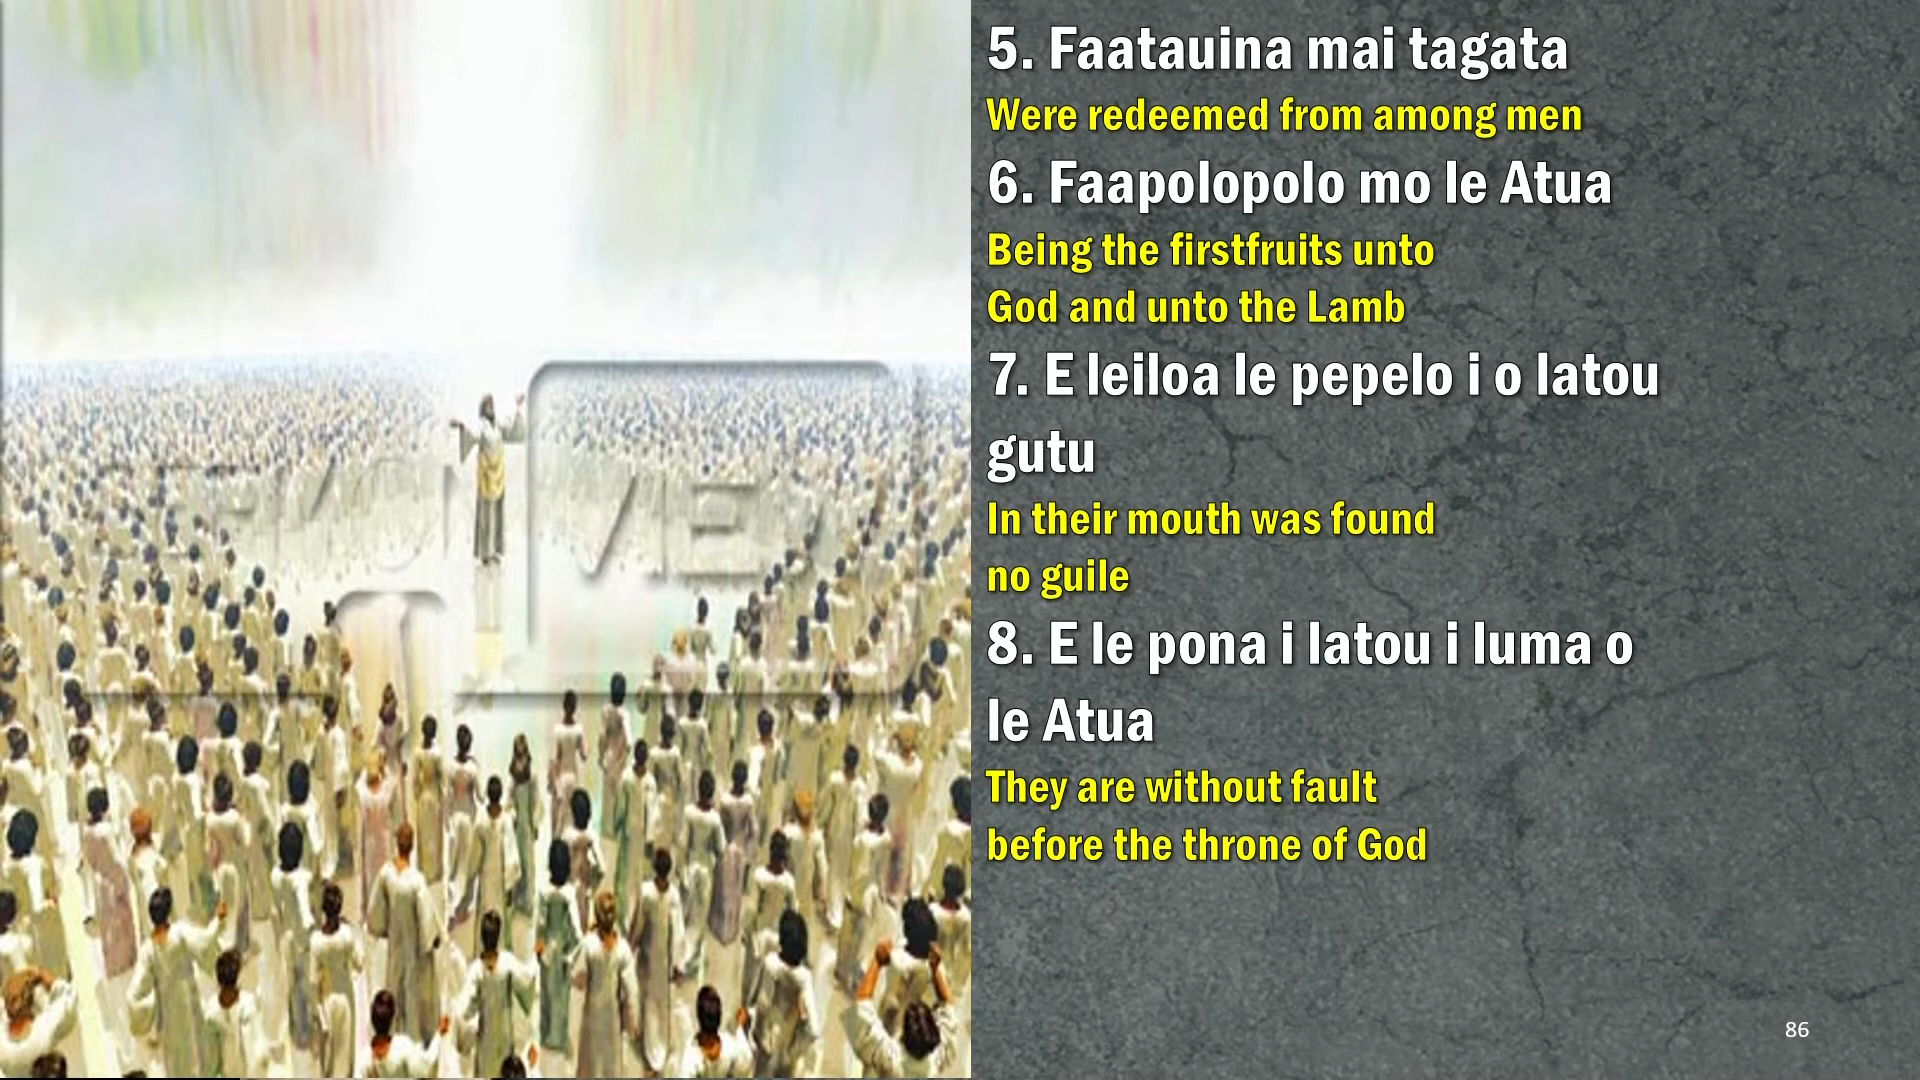 5. Faatauina mai tagata
Were redeemed from among men
6. Faapolopolo mo le Atua
Being the firstfruits unto
God and unto the Lamb
7. E leiloa le pepelo i o latou
gutu
In their mouth was found
no guile
8. E le pona i latou i luma o
le Atua
They are without fault
before the throne of God
86